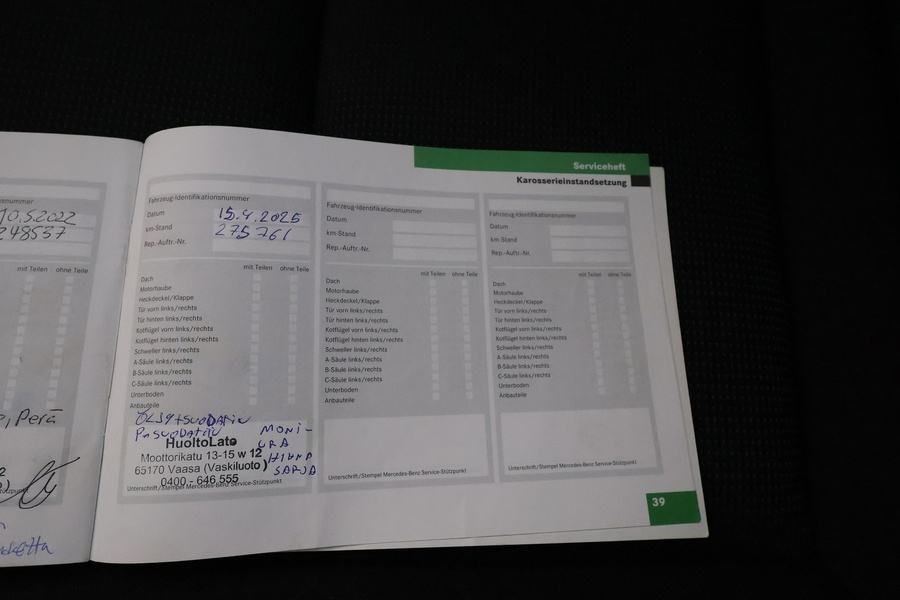 Serviceheft
Karosserieinstandsetzung
10.5.2022
248537
mit Teilen ohne Teile
Perä
Fahrzeug-Identifikationsnummer
Datum 15.4.2025
km-Stand 275761
Rep.-Auftr.-Nr.
mit Teilen ohne Teile
Dach
Motorhaube
Heckdeckel/Klappe
Tür vorn links/rechts
Tür hinten links/rechts
Kotflügel vorn links/rechts
Kotflügel hinten links/rechts
Schweller links/rechts
A-Säule links/rechts
B-Säule links/rechts
C-Säule links/rechts
Unterboden
Anbauteile
MONI-
URA
HIHNA
SARJA
HuoltoLato
Moottorikatu 13-15 w 12
65170 Vaasa (Vaskiluoto)
0400 - 646 555
Unterschrift/Stempel Mercedes-Benz Service-Stützpunkt
Fahrzeug-Identifikationsnummer
Datum
km-Stand
Rep.-Auftr.-Nr.
mit Teilen ohne Teile
Dach
Motorhaube
Heckdeckel/Klappe
Tür vorn links/rechts
Tür hinten links/rechts
Kotflügel vorn links/rechts
Kotflügel hinten links/rechts
Schweller links/rechts
A-Säule links/rechts
B-Säule links/rechts
C-Säule links/rechts
Unterboden
Anbauteile
Unterschrift/Stempel Mercedes-Benz Service-Stützpunkt
Fahrzeug-Identifikationsnummer
Datum
km-Stand
Rep.-Auftr.-Nr.
mit Teilen ohne Teile
Dach
Motorhaube
Heckdeckel/Klappe
Tür vorn links/rechts
Tür hinten links/rechts
Kotflügel vorn links/rechts
Kotflügel hinten links/rechts
Schweller links/rechts
A-Säule links/rechts
B-Säule links/rechts
C-Säule links/rechts
Unterboden
Anbauteile
Unterschrift/Stempel Mercedes-Benz Service-Stützpunkt
39